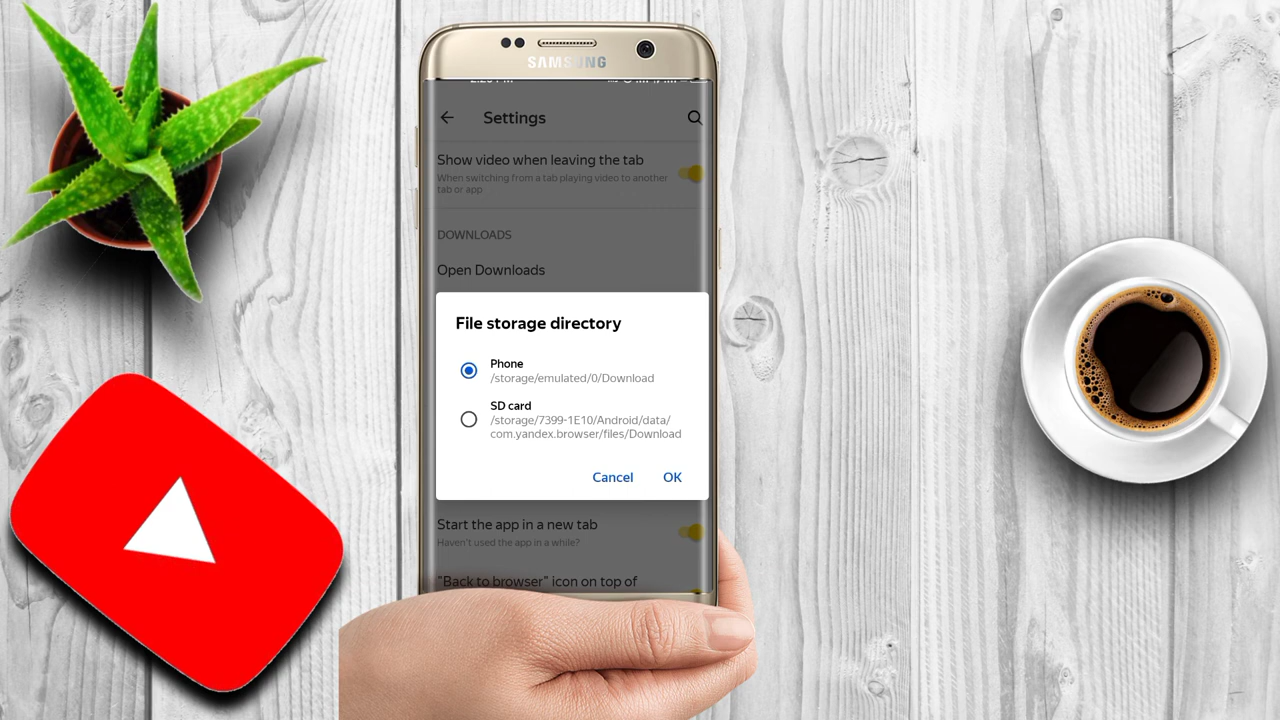 SAMSUNG
Settings
Show video when leaving the tab
When switching from a tab playing video to another
tab or app
DOWNLOADS
Open Downloads
File storage directory
Phone
/storage/emulated/0/Download
SD card
/storage/7399-1E10/Android/data/
com.yandex.browser/files/Download
Cancel OK
Start the app in a new tab
Haven't used the app in a while?
"Back to browser" icon on top of